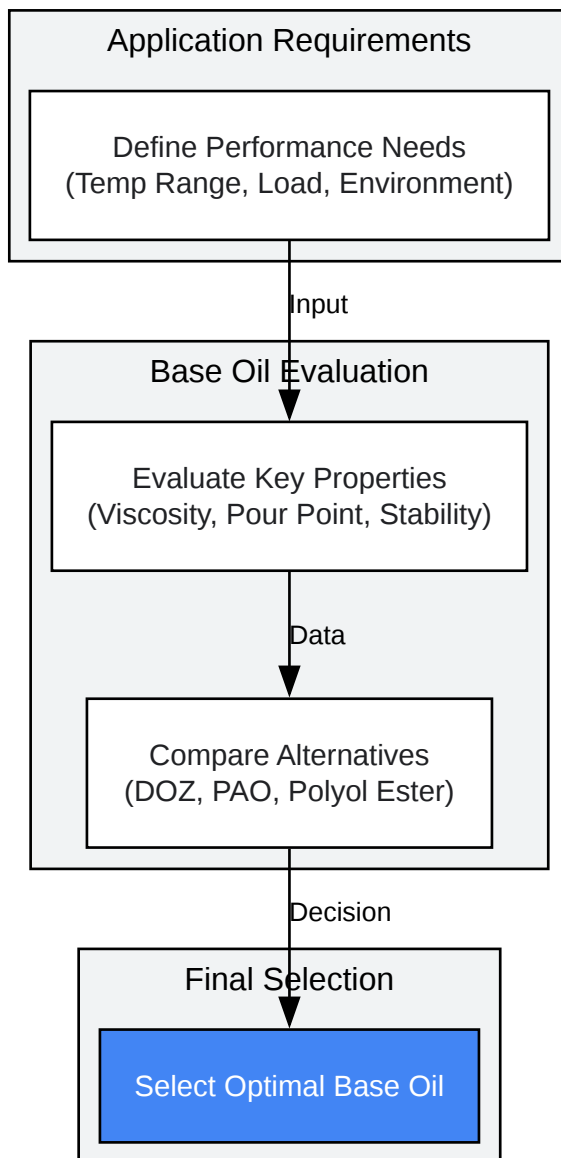 Application Requirements
Define Performance Needs
(Temp Range, Load, Environment)
Input
Base Oil Evaluation
Evaluate Key Properties
(Viscosity, Pour Point, Stability)
Data
Compare Alternatives
(DOZ, PAO, Polyol Ester)
Decision
Final Selection
Select Optimal Base Oil